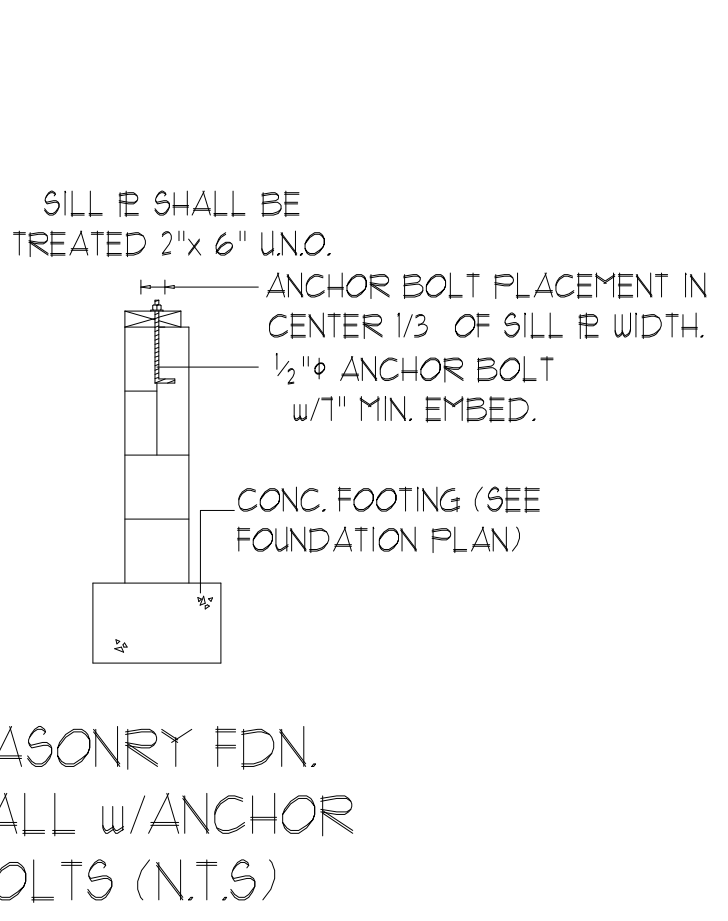 SILL ℙ SHALL BE
TREATED 2"x 6" U.N.O.
ANCHOR BOLT PLACEMENT IN
CENTER 1/3 OF SILL ℙ WIDTH.
1/2"ϕ ANCHOR BOLT
w/7" MIN. EMBED.
CONC. FOOTING (SEE
FOUNDATION PLAN)
ASONRY FDN.
ALL w/ANCHOR
OLTS (N.T.S)